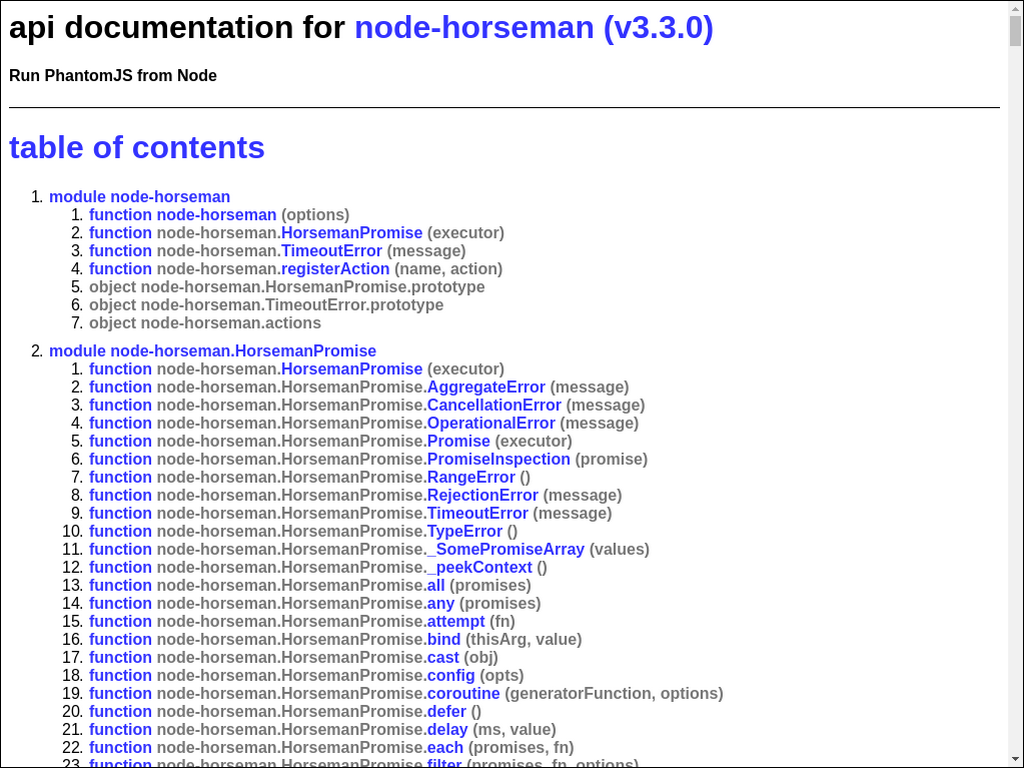 api documentation for node-horseman (v3.3.0)
Run PhantomJS from Node
table of contents
1. module node-horseman
1. function node-horseman (options)
2. function node-horseman.HorsemanPromise (executor)
3. function node-horseman.TimeoutError (message)
4. function node-horseman.registerAction (name, action)
5. object node-horseman.HorsemanPromise.prototype
6. object node-horseman.TimeoutError.prototype
7. object node-horseman.actions
2. module node-horseman.HorsemanPromise
1. function node-horseman.HorsemanPromise (executor)
2. function node-horseman.HorsemanPromise.AggregateError (message)
3. function node-horseman.HorsemanPromise.CancellationError (message)
4. function node-horseman.HorsemanPromise.OperationalError (message)
5. function node-horseman.HorsemanPromise.Promise (executor)
6. function node-horseman.HorsemanPromise.PromiseInspection (promise)
7. function node-horseman.HorsemanPromise.RangeError ()
8. function node-horseman.HorsemanPromise.RejectionError (message)
9. function node-horseman.HorsemanPromise.TimeoutError (message)
10. function node-horseman.HorsemanPromise.TypeError ()
11. function node-horseman.HorsemanPromise._SomePromiseArray (values)
12. function node-horseman.HorsemanPromise._peekContext ()
13. function node-horseman.HorsemanPromise.all (promises)
14. function node-horseman.HorsemanPromise.any (promises)
15. function node-horseman.HorsemanPromise.attempt (fn)
16. function node-horseman.HorsemanPromise.bind (thisArg, value)
17. function node-horseman.HorsemanPromise.cast (obj)
18. function node-horseman.HorsemanPromise.config (opts)
19. function node-horseman.HorsemanPromise.coroutine (generatorFunction, options)
20. function node-horseman.HorsemanPromise.defer ()
21. function node-horseman.HorsemanPromise.delay (ms, value)
22. function node-horseman.HorsemanPromise.each (promises, fn)
23. function node-horseman.HorsemanPromise.filter (promises, fn, options)